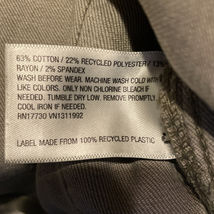 63% COTTON / 22% RECYCLED POLYESTER / 13%
RAYON / 2% SPANDEX
WASH BEFORE WEAR. MACHINE WASH COLD WITH
LIKE COLORS. ONLY NON CHLORINE BLEACH IF
NEEDED. TUMBLE DRY LOW. REMOVE PROMPTLY.
COOL IRON IF NEEDED.
RN17730 VN1311992
LABEL MADE FROM 100% RECYCLED PLASTIC